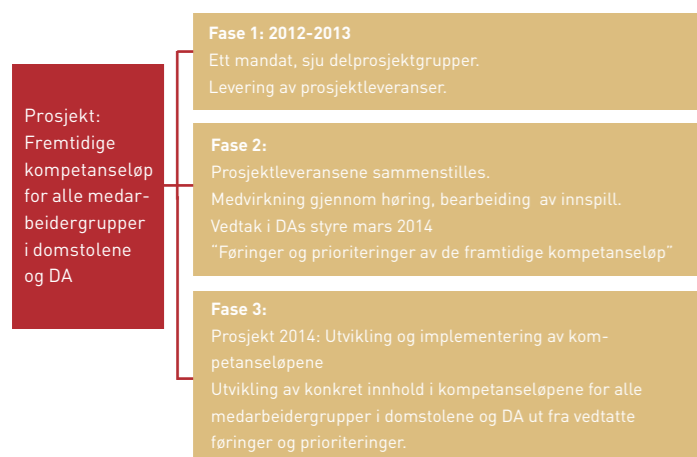 Prosjekt:
Fremtidige
kompetanseløp
for alle medar-
beidergrupper
i domstolene
og DA
Fase 1: 2012-2013
Ett mandat, sju delprosjektgrupper.
Levering av prosjektleveranser.
Fase 2:
Prosjektleveransene sammenstilles.
Medvirkning gjennom høring, bearbeiding av innspill.
Vedtak i DAs styre mars 2014
“Føringer og prioriteringer av de framtidige kompetanseløp”
Fase 3:
Prosjekt 2014: Utvikling og implementering av kom-
petanseløpene
Utvikling av konkret innhold i kompetanseløpene for alle
medarbeidergrupper i domstolene og DA ut fra vedtatte
føringer og prioriteringer.